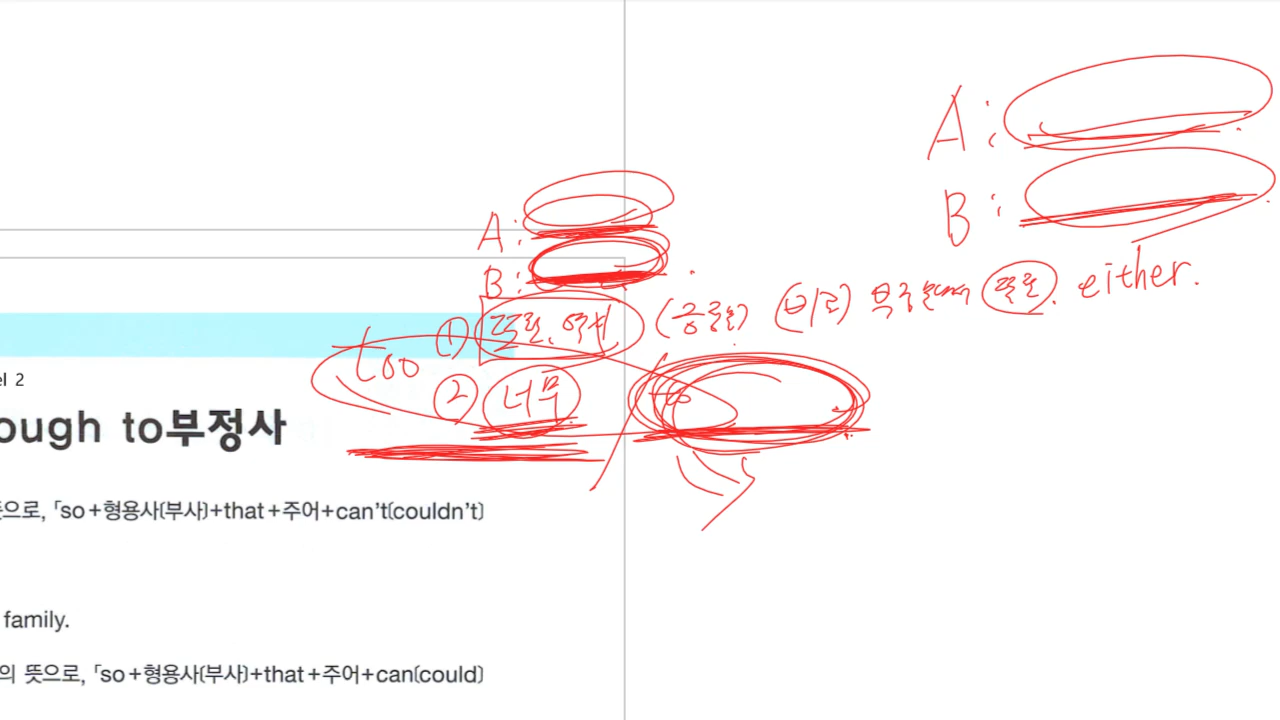 A:
B:
A:
B:
too ① 또한, 역시 (긍정문) (비고) 부정문에서 또한. either.
② 너무 to
el 2
ough to부정사
뜻으로, 「so+형용사(부사)+that+주어+can't(couldn't)
family.
의 뜻으로, 「so+형용사(부사)+that+주어+can(could)